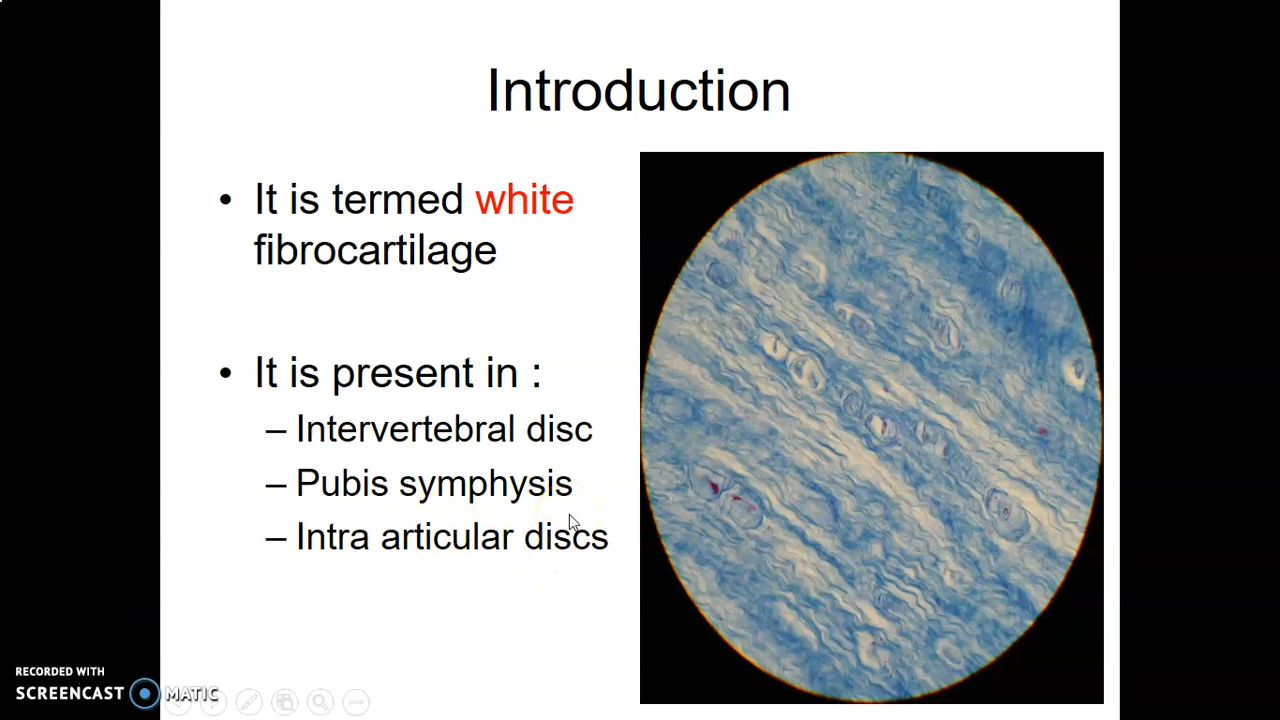 Introduction
• It is termed white
fibrocartilage
• It is present in :
– Intervertebral disc
– Pubis symphysis
– Intra articular discs
RECORDED WITH
SCREENCAST MATIC